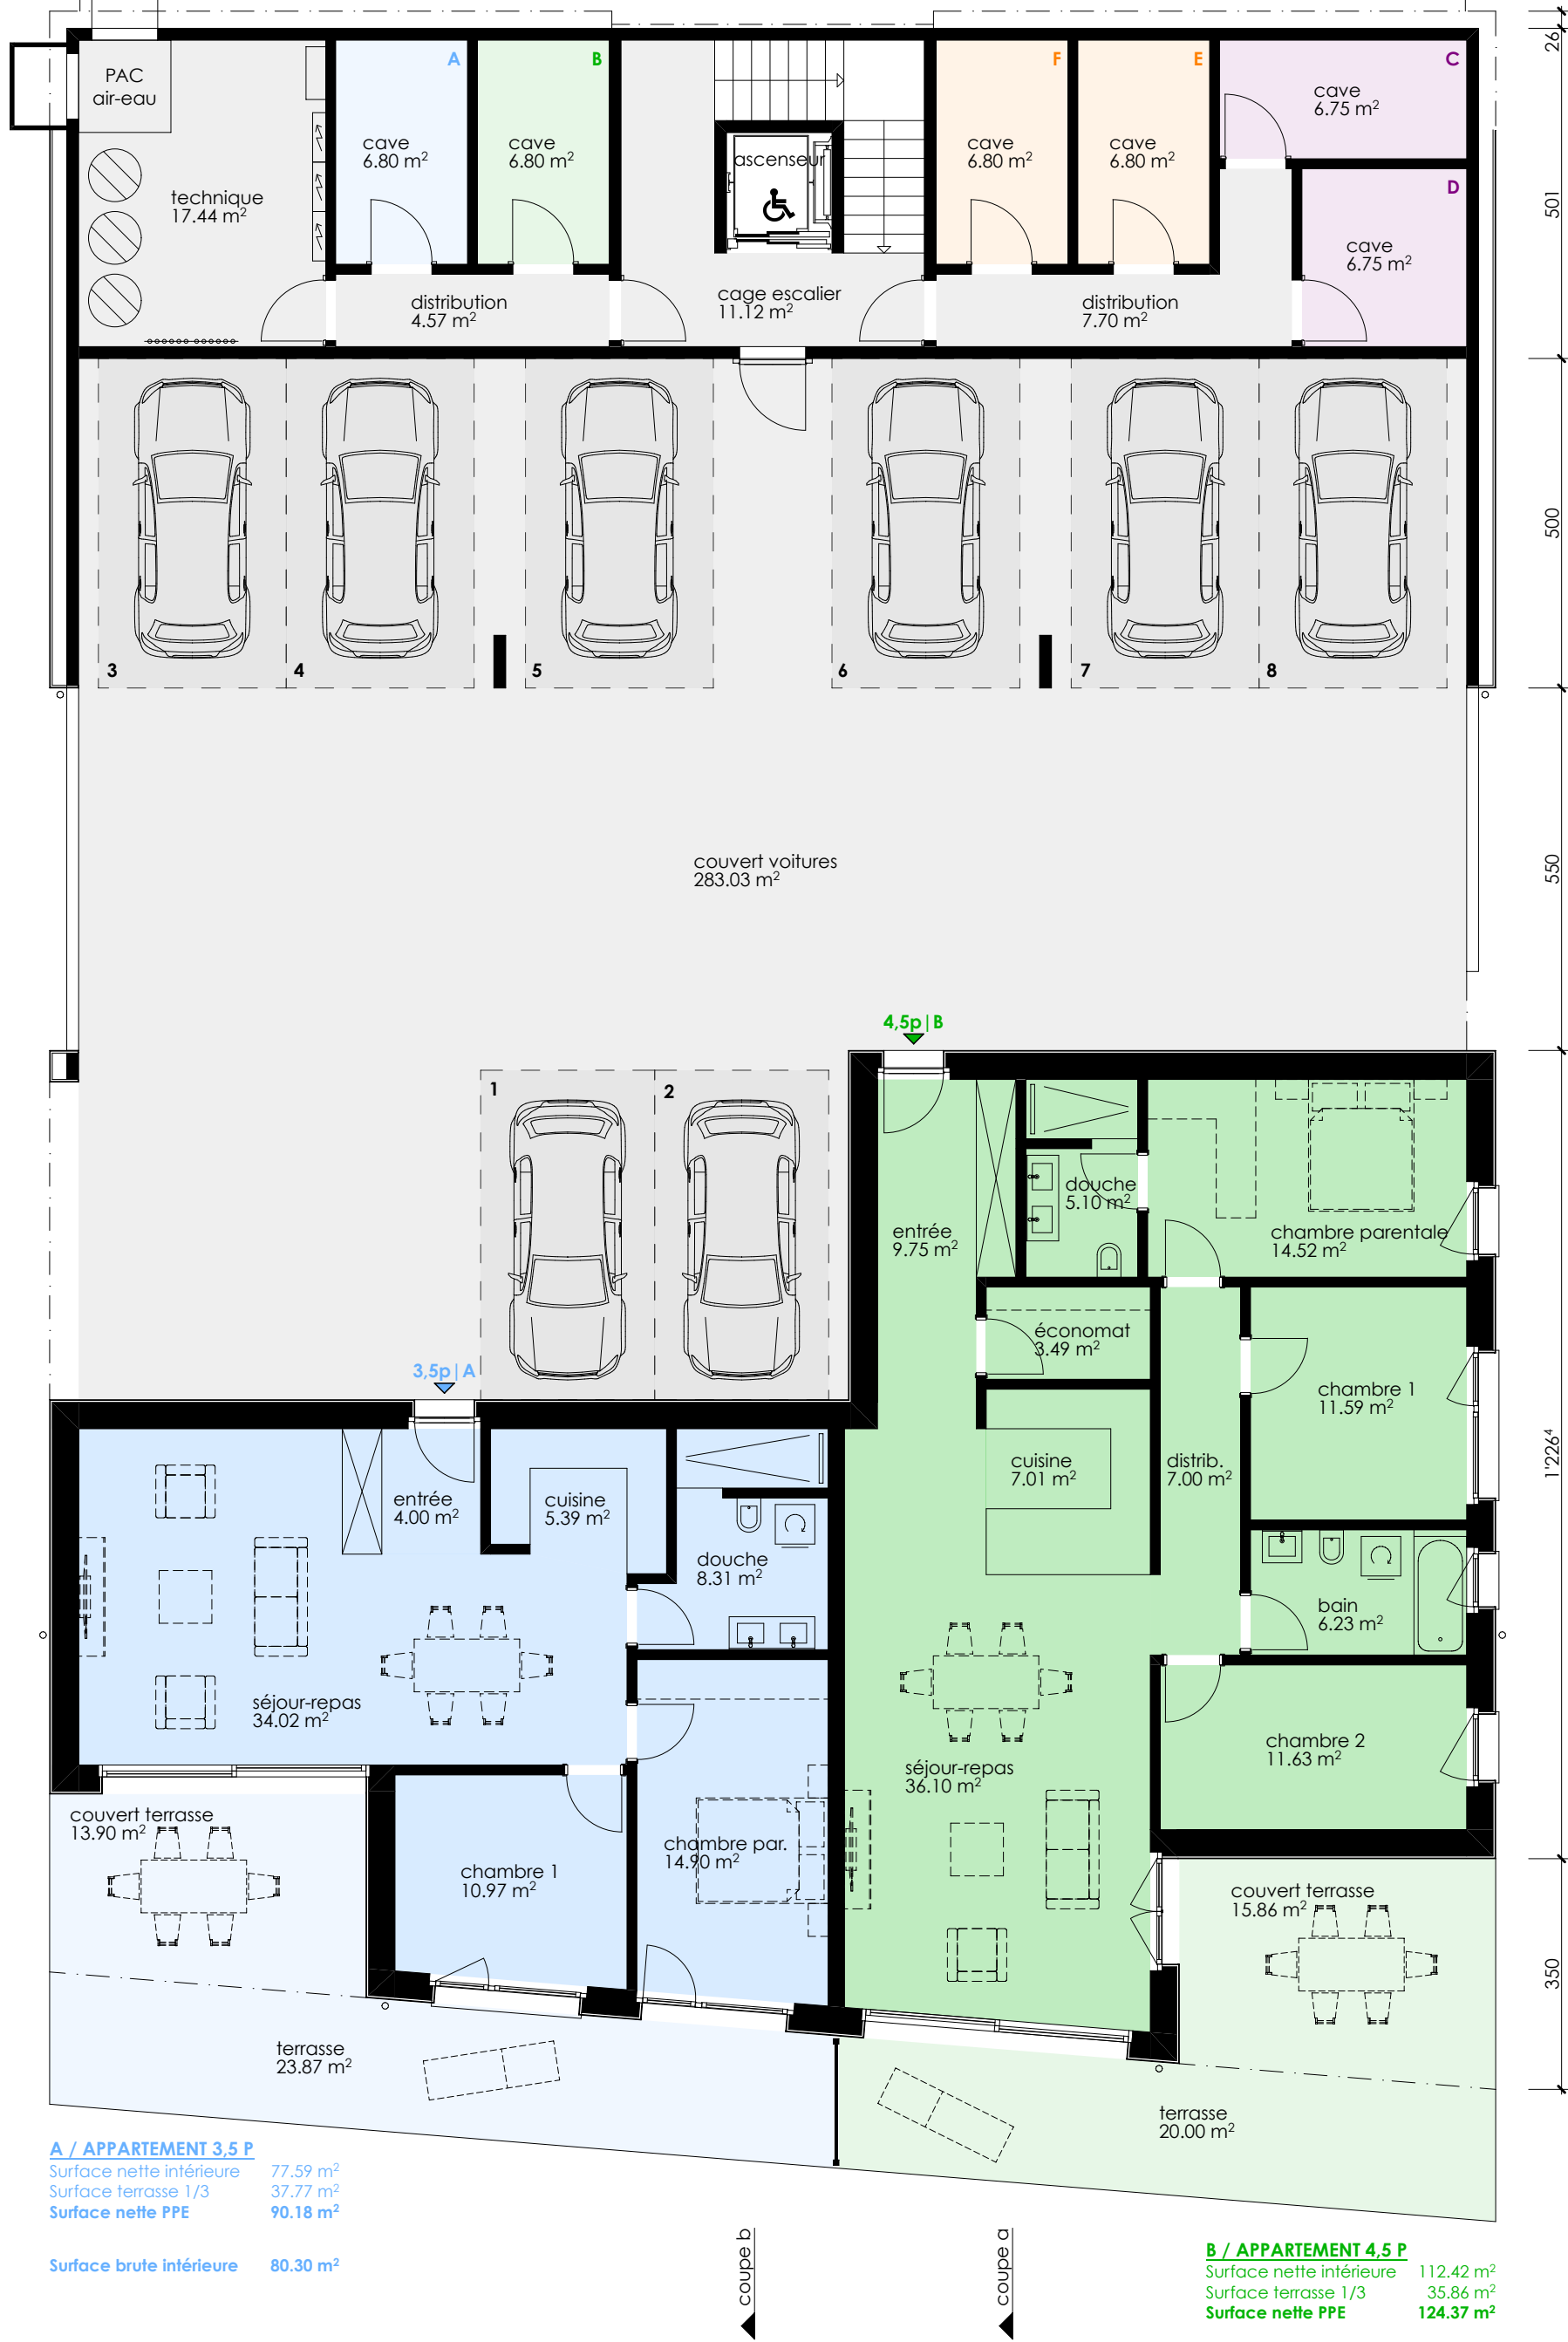 26
PAC
air-eau
technique
17.44 m²
A
cave
6.80 m²
B
cave
6.80 m²
ascenseur
F
cave
6.80 m²
E
cave
6.80 m²
C
cave
6.75 m²
D
cave
6.75 m²
501
distribution
4.57 m²
cage escalier
11.12 m²
distribution
7.70 m²
500
3
4
5
6
7
8
couvert voitures
283.03 m²
550
4,5p|B
1
2
3,5p|A
douche
5.10 m²
entrée
9.75 m²
chambre parentale
14.52 m²
économat
3.49 m²
chambre 1
11.59 m²
cuisine
7.01 m²
distrib.
7.00 m²
1'226⁴
entrée
4.00 m²
cuisine
5.39 m²
douche
8.31 m²
bain
6.23 m²
séjour-repas
34.02 m²
chambre 2
11.63 m²
séjour-repas
36.10 m²
couvert terrasse
13.90 m²
chambre par.
14.90 m²
chambre 1
10.97 m²
couvert terrasse
15.86 m²
350
terrasse
23.87 m²
terrasse
20.00 m²
A / APPARTEMENT 3,5 P
Surface nette intérieure 77.59 m²
Surface terrasse 1/3 37.77 m²
Surface nette PPE 90.18 m²
Surface brute intérieure 80.30 m²
coupe b
coupe a
B / APPARTEMENT 4,5 P
Surface nette intérieure 112.42 m²
Surface terrasse 1/3 35.86 m²
Surface nette PPE 124.37 m²